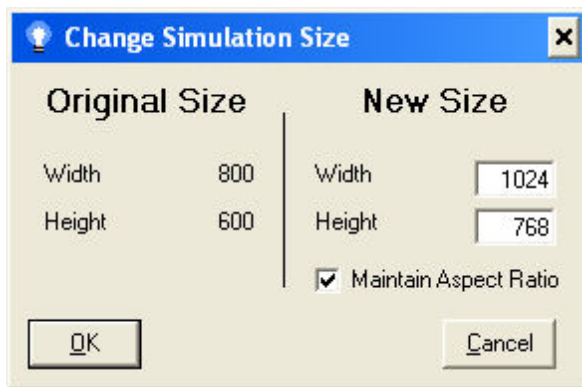 Change Simulation Size
Original Size
Width 800
Height 600
New Size
Width 1024
Height 768
Maintain Aspect Ratio
OK
Cancel